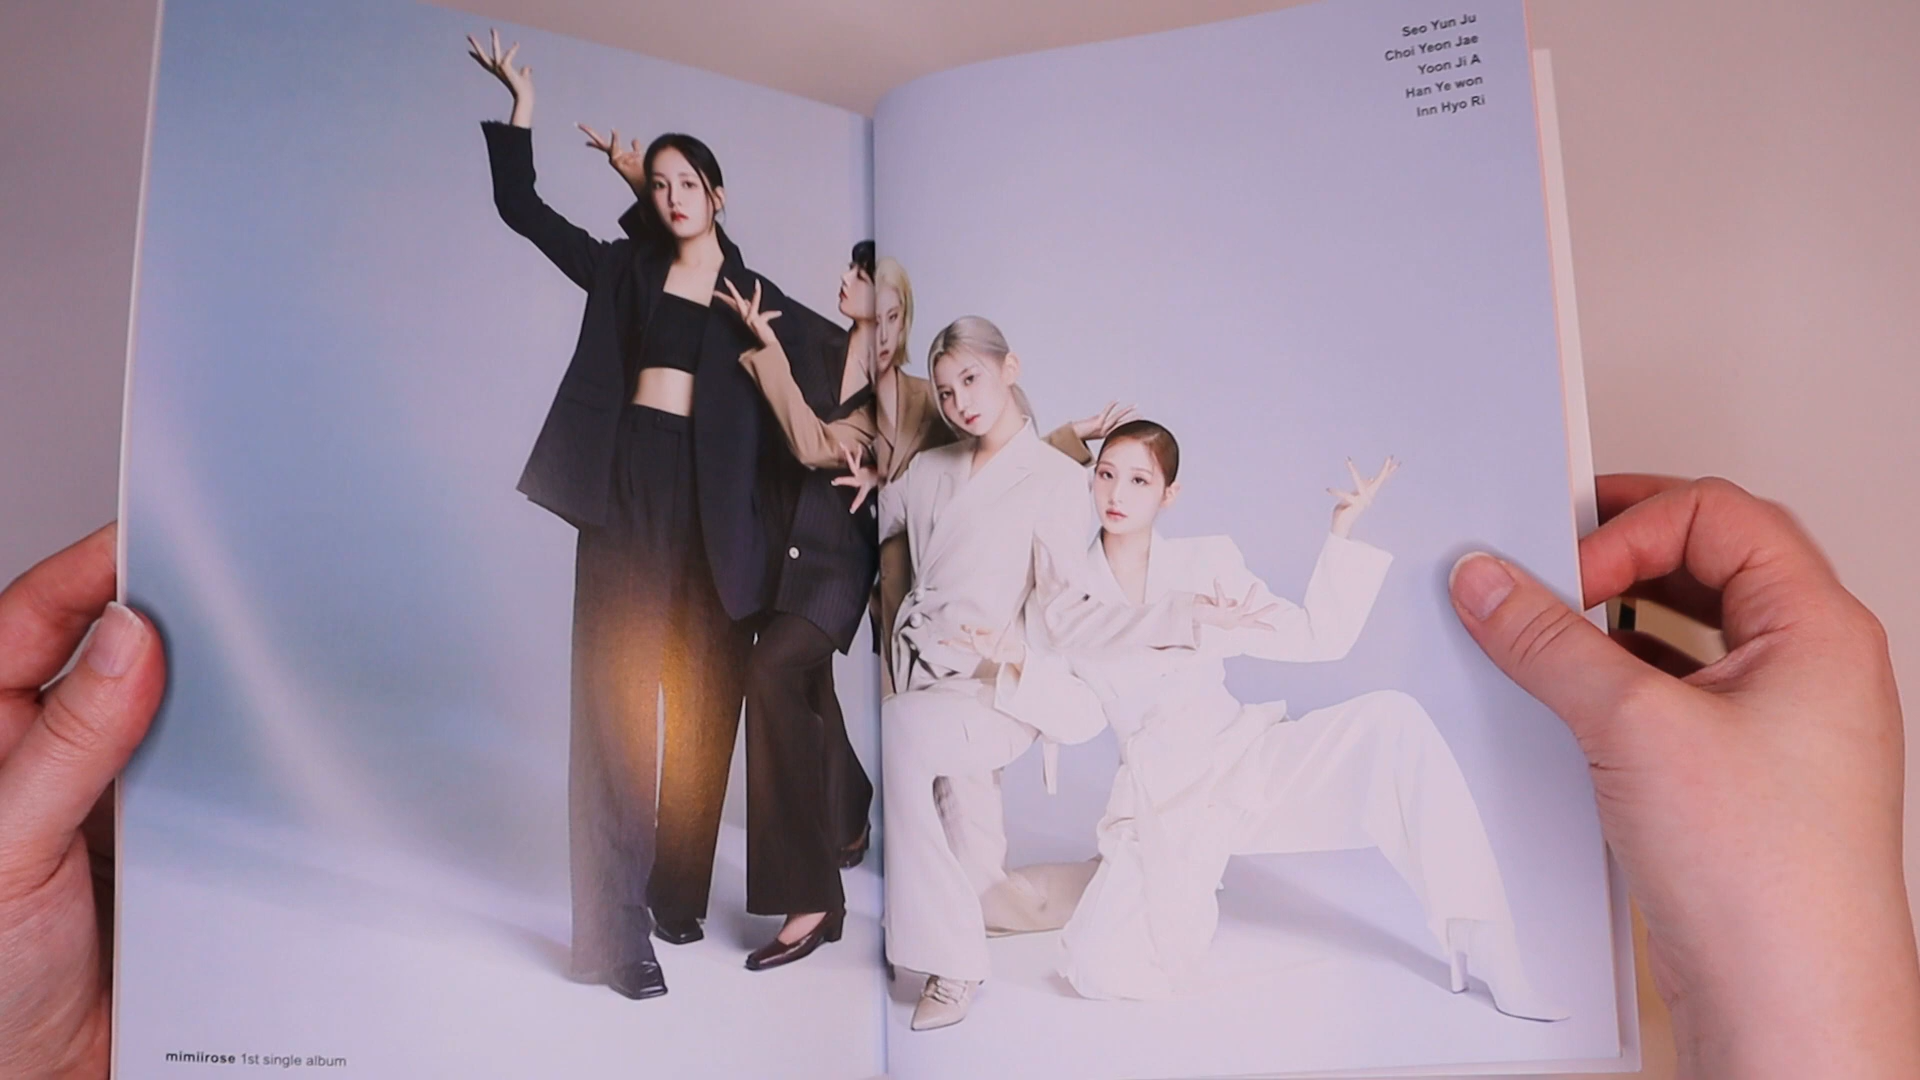 Seo Yun Ju
Choi Yeon Jae
Yoon Ji A
Han Ye won
Inn Hyo Ri
mimiirose 1st single album